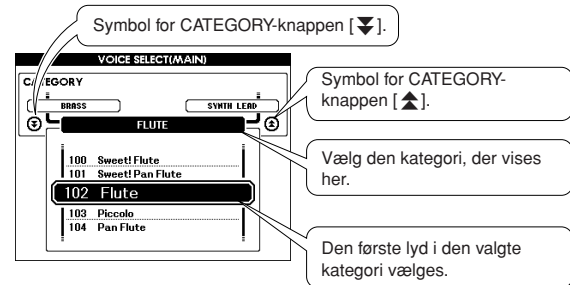 Symbol for CATEGORY-knappen [⯯].
VOICE SELECT(MAIN)
CATEGORY
BRASS
SYNTH LEAD
FLUTE
100 Sweet! Flute
101 Sweet! Pan Flute
102 Flute
103 Piccolo
104 Pan Flute
Symbol for CATEGORY-
knappen [⯭].
Vælg den kategori, der vises
her.
Den første lyd i den valgte
kategori vælges.